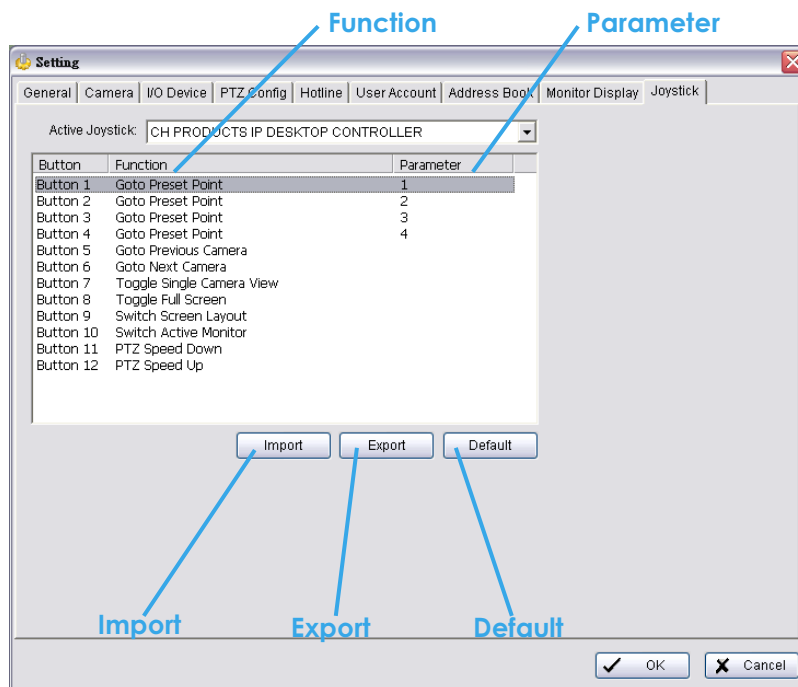 Function Parameter
Setting
General Camera I/O Device PTZ Config Hotline User Account Address Book Monitor Display Joystick
Active Joystick: CH PRODUCTS IP DESKTOP CONTROLLER
Button Function Parameter
Button 1 Goto Preset Point 1
Button 2 Goto Preset Point 2
Button 3 Goto Preset Point 3
Button 4 Goto Preset Point 4
Button 5 Goto Previous Camera
Button 6 Goto Next Camera
Button 7 Toggle Single Camera View
Button 8 Toggle Full Screen
Button 9 Switch Screen Layout
Button 10 Switch Active Monitor
Button 11 PTZ Speed Down
Button 12 PTZ Speed Up
Import Export Default
Import Export Default
OK Cancel